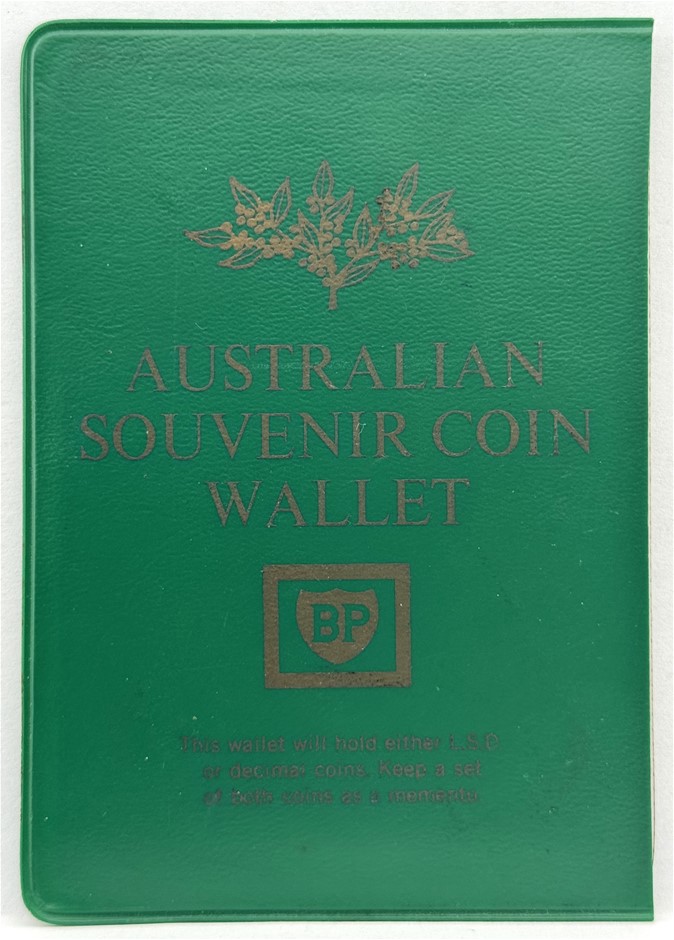 AUSTRALIAN
SOUVENIR COIN
WALLET
BP
This wallet will hold either L.S.D.
or decimal coins. Keep a set
of both coins as a memento.